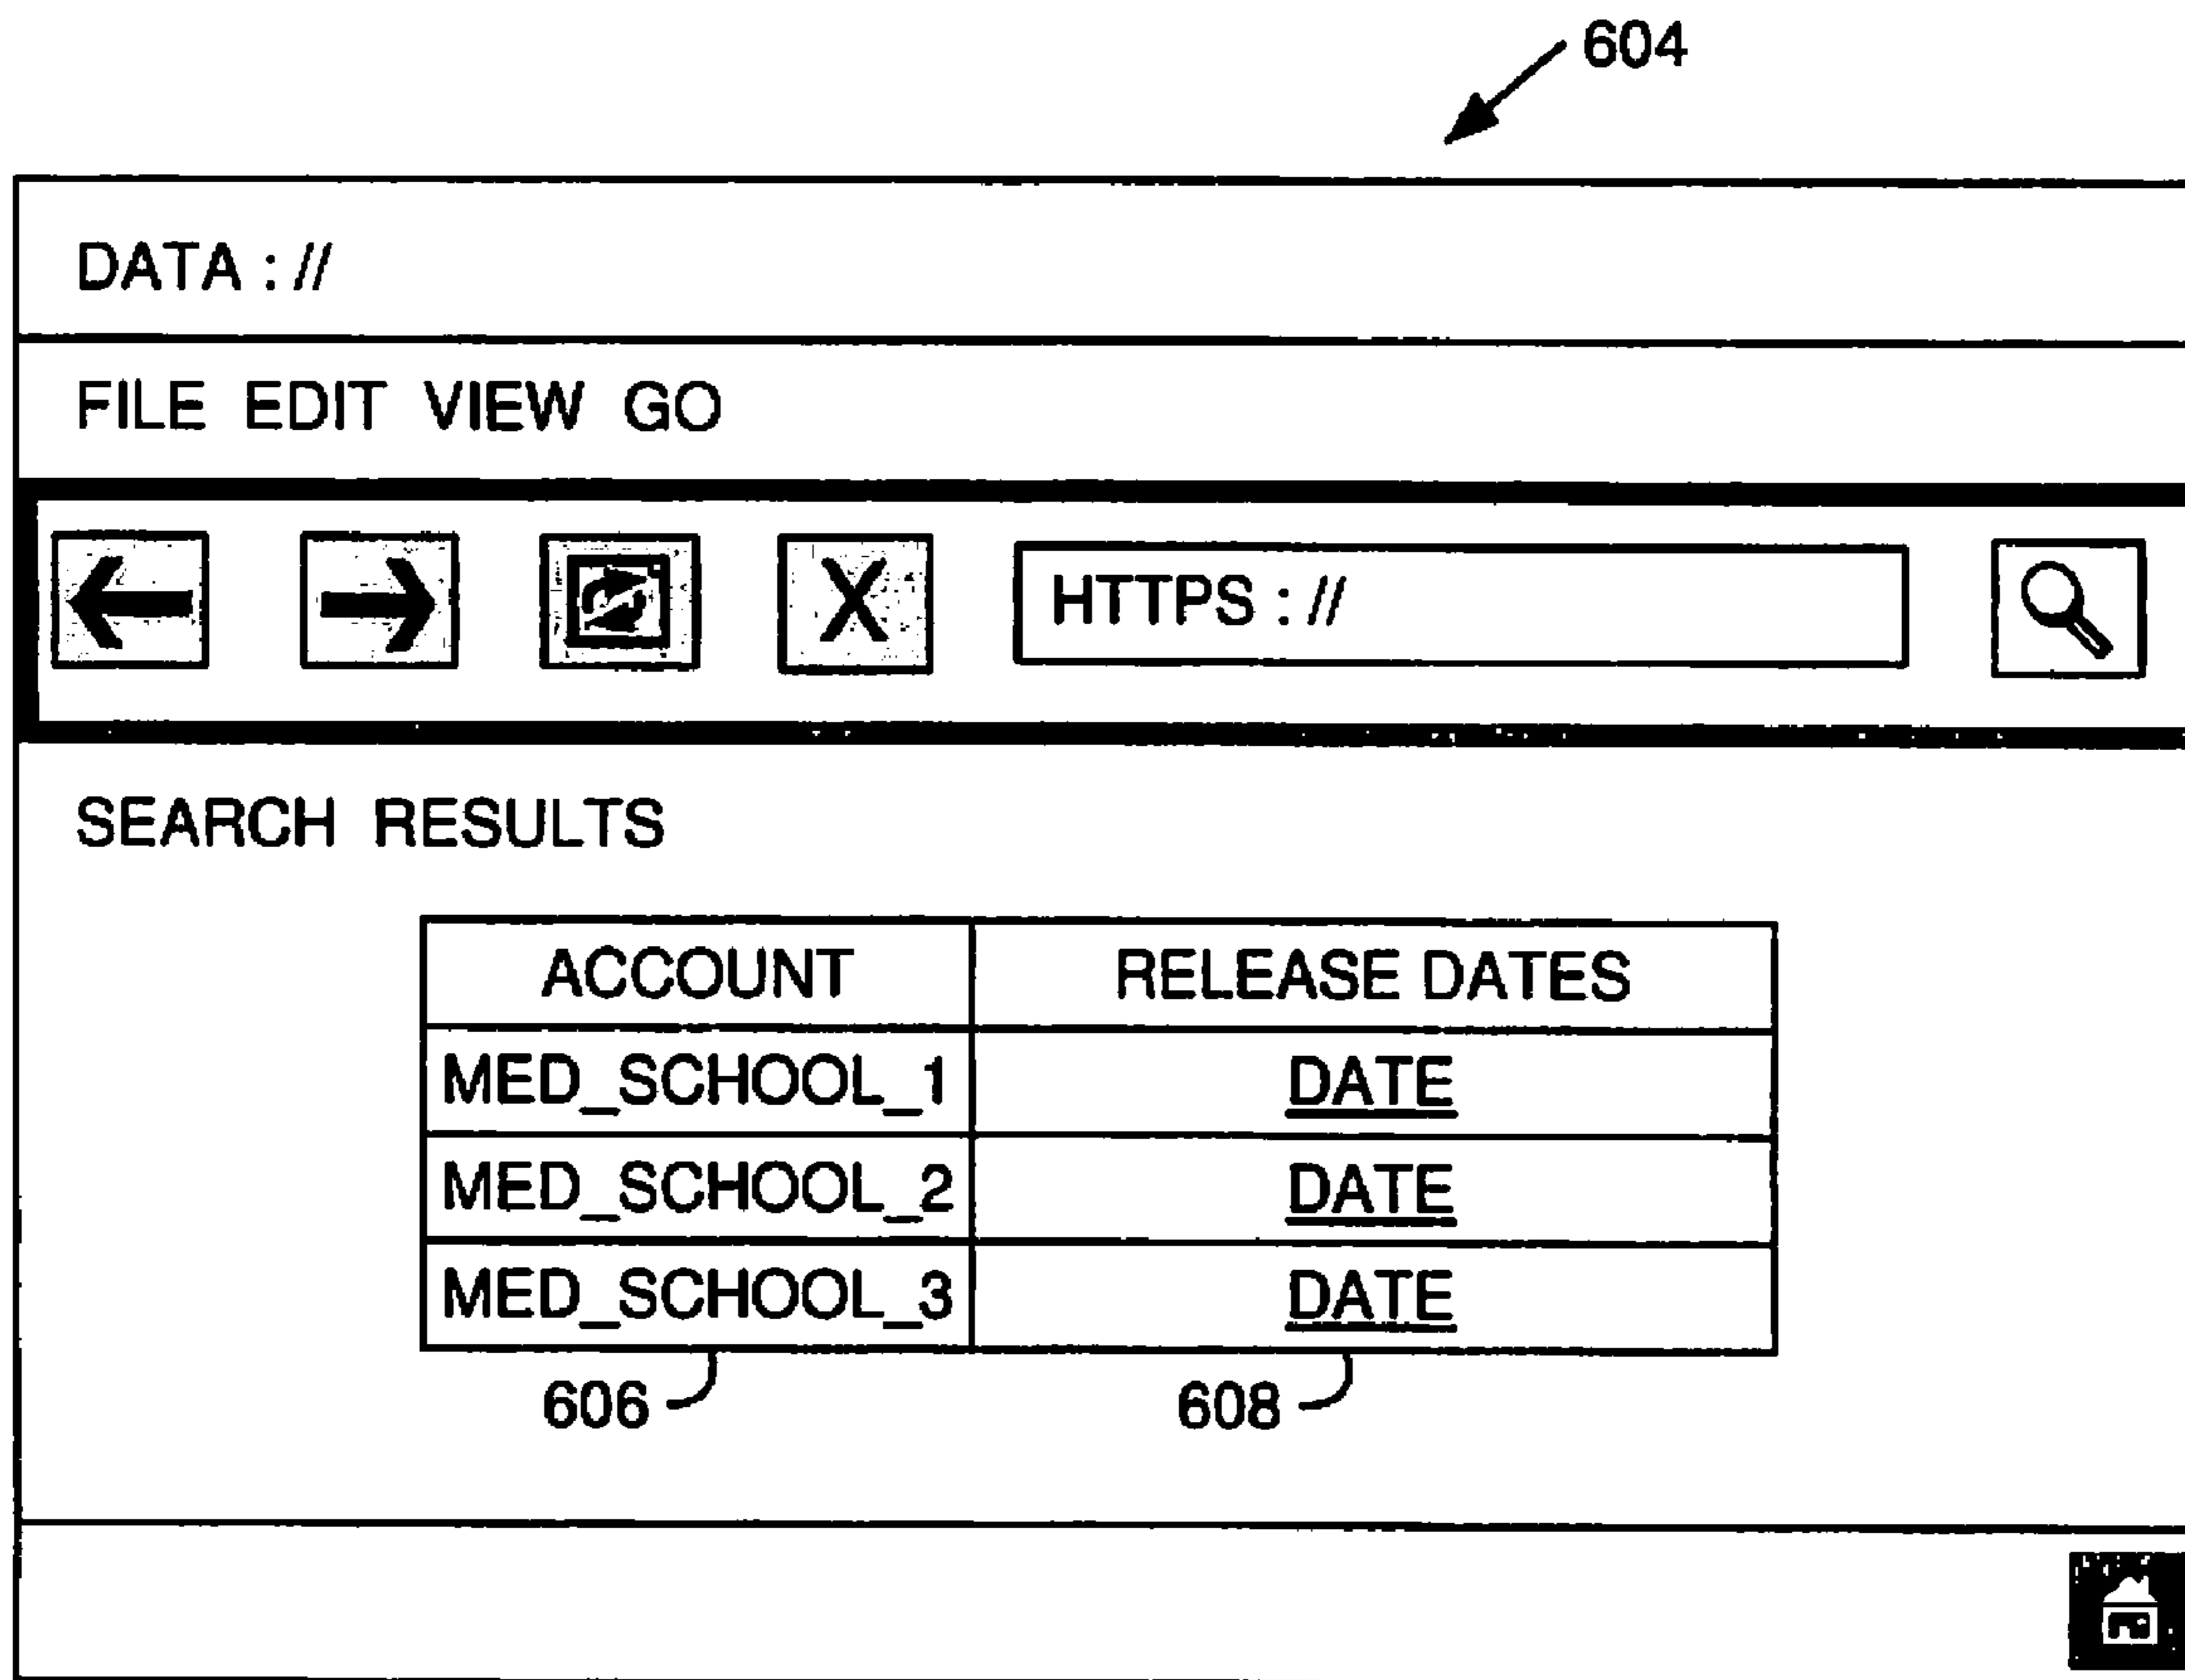 604
DATA : //
FILE EDIT VIEW GO
X HTTPS : //
SEARCH RESULTS
ACCOUNT RELEASE DATES
MED_SCHOOL_1 DATE
MED_SCHOOL_2 DATE
MED_SCHOOL_3 DATE
606 608